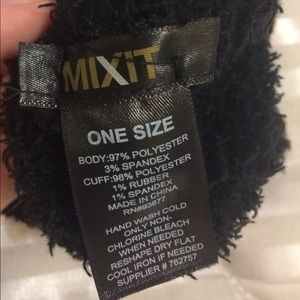 MIXIT
ONE SIZE
BODY:97% POLYESTER
3% SPANDEX
CUFF:98% POLYESTER
1% RUBBER
1% SPANDEX
MADE IN CHINA
RN#93677
HAND WASH COLD
ONLY NON-
CHLORINE BLEACH
WHEN NEEDED
RESHAPE DRY FLAT
COOL IRON IF NEEDED
SUPPLIER # 762757